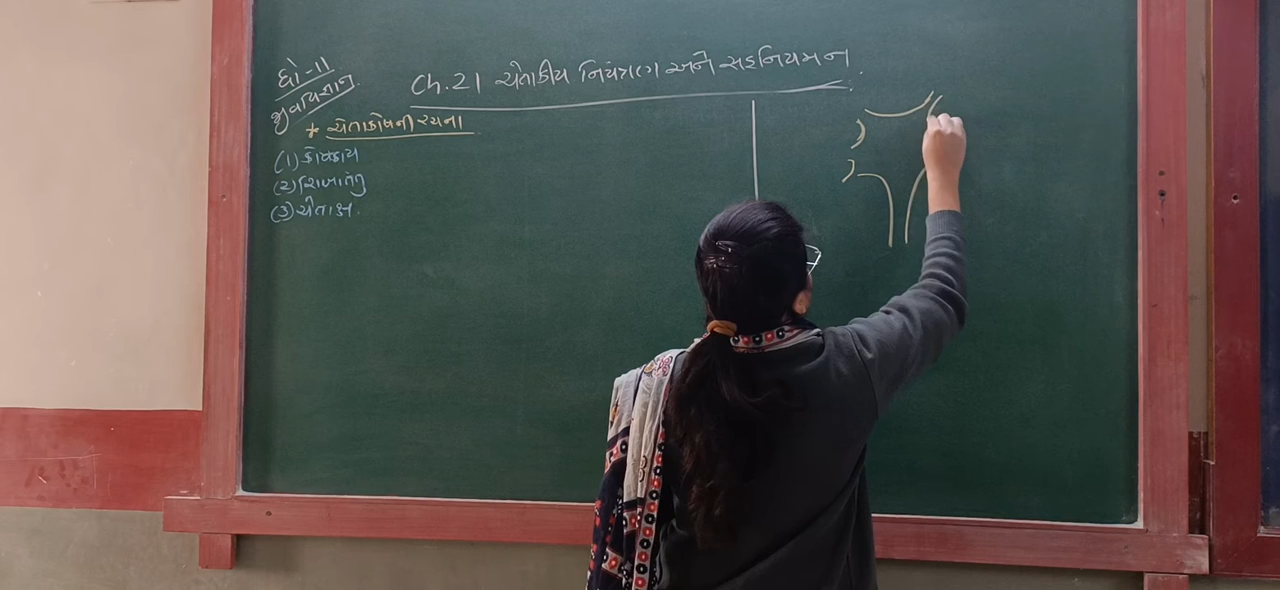 ધો-11
જીવવિજ્ઞાન
Ch.21 ચેતાકીય નિયંત્રણ અને સહનિયમન.
* ચેતાકોષની રચના
(1) કોષકાય
(2) શિખાતંતુ
(3) ચેતાક્ષ.